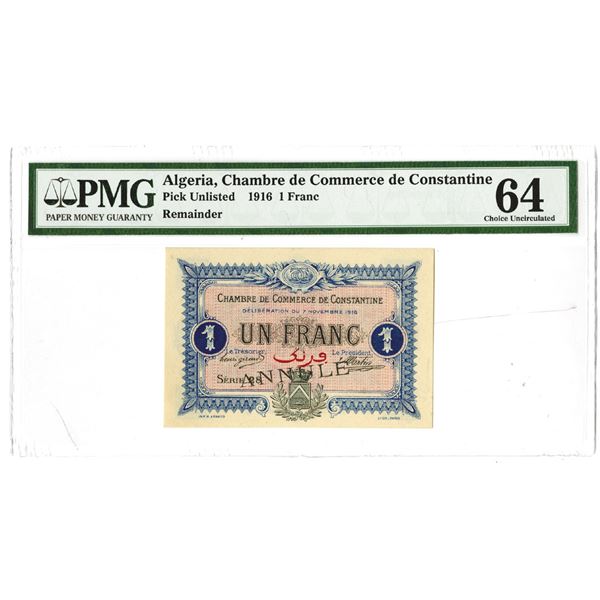 PMG
PAPER MONEY GUARANTY
Algeria, Chambre de Commerce de Constantine
Pick Unlisted 1916 1 Franc
Remainder
64
Choice Uncirculated
CHAMBRE DE COMMERCE DE CONSTANTINE
DÉLIBÉRATION DU 7 NOVEMBRE 1916
1 UN FRANC 1
Le Trésorier فرنك Le Président
ANNULÉ
SÉRIE 28